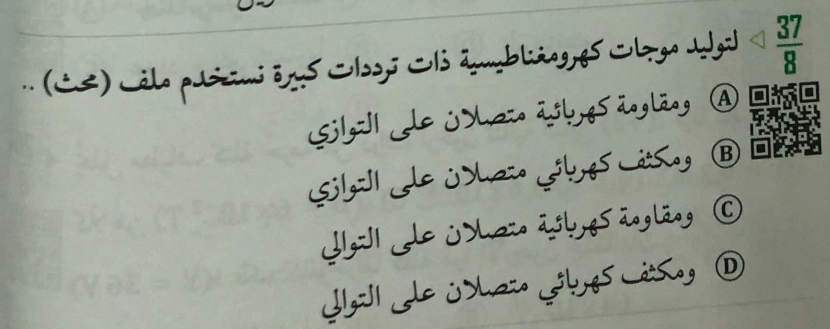 37
8
لتوليد موجات كهرومغناطيسية ذات ترددات كبيرة نستخدم ملف (محث) ..
A ومقاومة كهربائية متصلان على التوازي
B ومكثف كهربائي متصلان على التوازي
C ومقاومة كهربائية متصلان على التوالي
D ومكثف كهربائي متصلان على التوالي